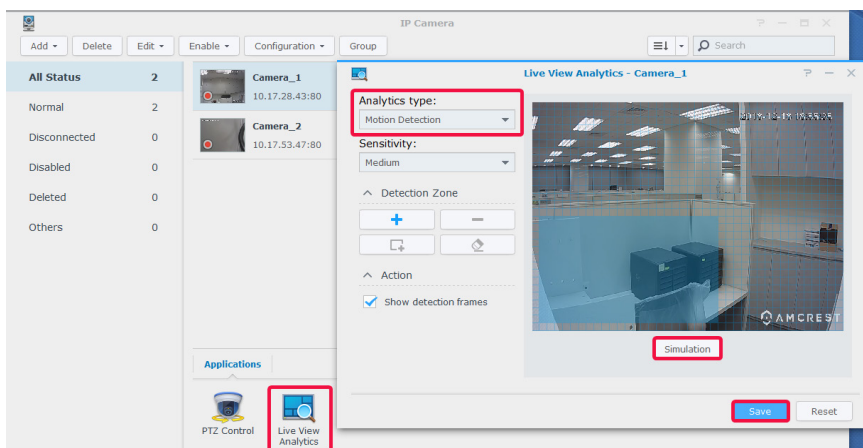 IP Camera
Add Delete Edit Enable Configuration Group Search
All Status 2
Normal 2
Disconnected 0
Disabled 0
Deleted 0
Others 0
Camera_1
10.17.28.43:80
Camera_2
10.17.53.47:80
Applications
PTZ Control
Live View
Analytics
Live View Analytics - Camera_1
Analytics type:
Motion Detection
Sensitivity:
Medium
Detection Zone
Action
Show detection frames
AMCREST
Simulation
Save Reset